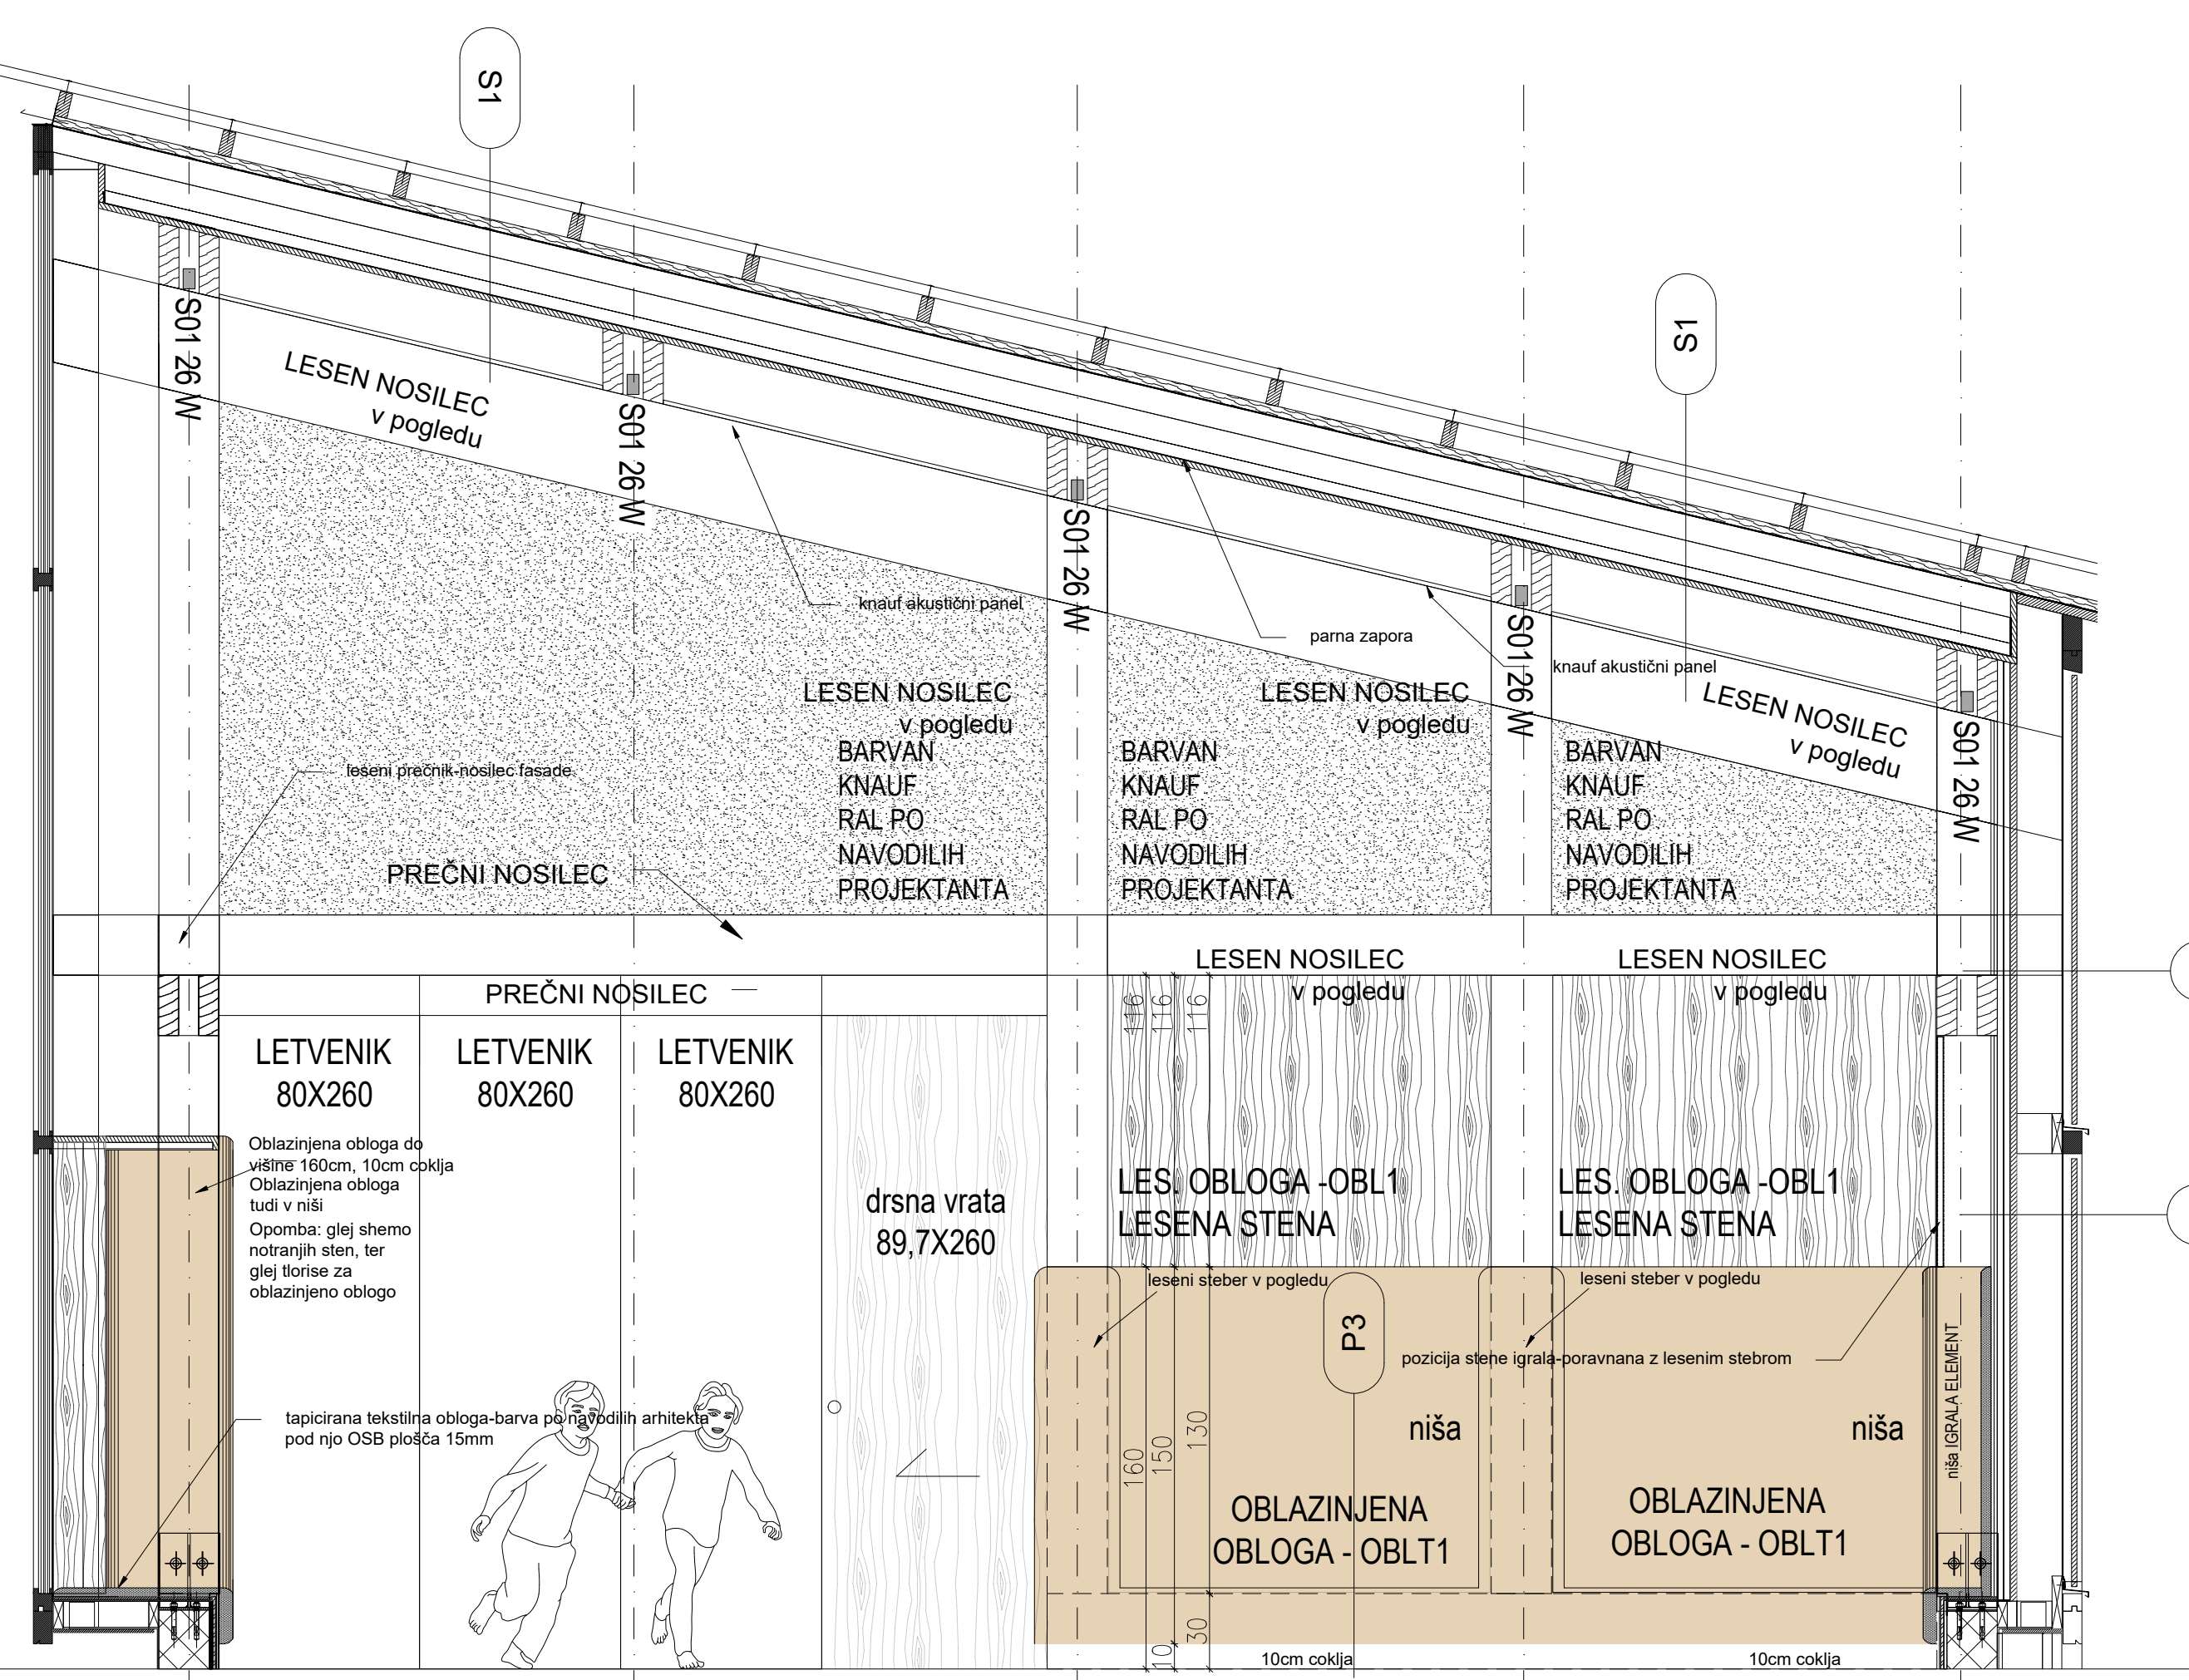 S1
S1
S01 26 W
LESEN NOSILEC
v pogledu
S01 26 W
S01 26 W
knauf akustični panel
parna zapora
S01 26 W
knauf akustični panel
LESEN NOSILEC
v pogledu
S01 26 W
LESEN NOSILEC
v pogledu
BARVAN
KNAUF
RAL PO
NAVODILIH
PROJEKTANTA
LESEN NOSILEC
v pogledu
BARVAN
KNAUF
RAL PO
NAVODILIH
PROJEKTANTA
BARVAN
KNAUF
RAL PO
NAVODILIH
PROJEKTANTA
leseni prečnik-nosilec fasade
PREČNI NOSILEC
PREČNI NOSILEC
LESEN NOSILEC
v pogledu
LESEN NOSILEC
v pogledu
116
116
116
LETVENIK
80X260
LETVENIK
80X260
LETVENIK
80X260
Oblazinjena obloga do
višine 160cm, 10cm coklja
Oblazinjena obloga
tudi v niši
Opomba: glej shemo
notranjih sten, ter
glej tlorise za
oblazinjeno oblogo
drsna vrata
89,7X260
LES. OBLOGA -OBL1
LESENA STENA
LES. OBLOGA -OBL1
LESENA STENA
leseni steber v pogledu
leseni steber v pogledu
P3
pozicija stene igrala-poravnana z lesenim stebrom
niša IGRALA ELEMENT
tapicirana tekstilna obloga-barva po navodilih arhitekta
pod njo OSB plošča 15mm
niša
niša
160
150
130
OBLAZINJENA
OBLOGA - OBLT1
OBLAZINJENA
OBLOGA - OBLT1
10
30
10cm coklja
10cm coklja